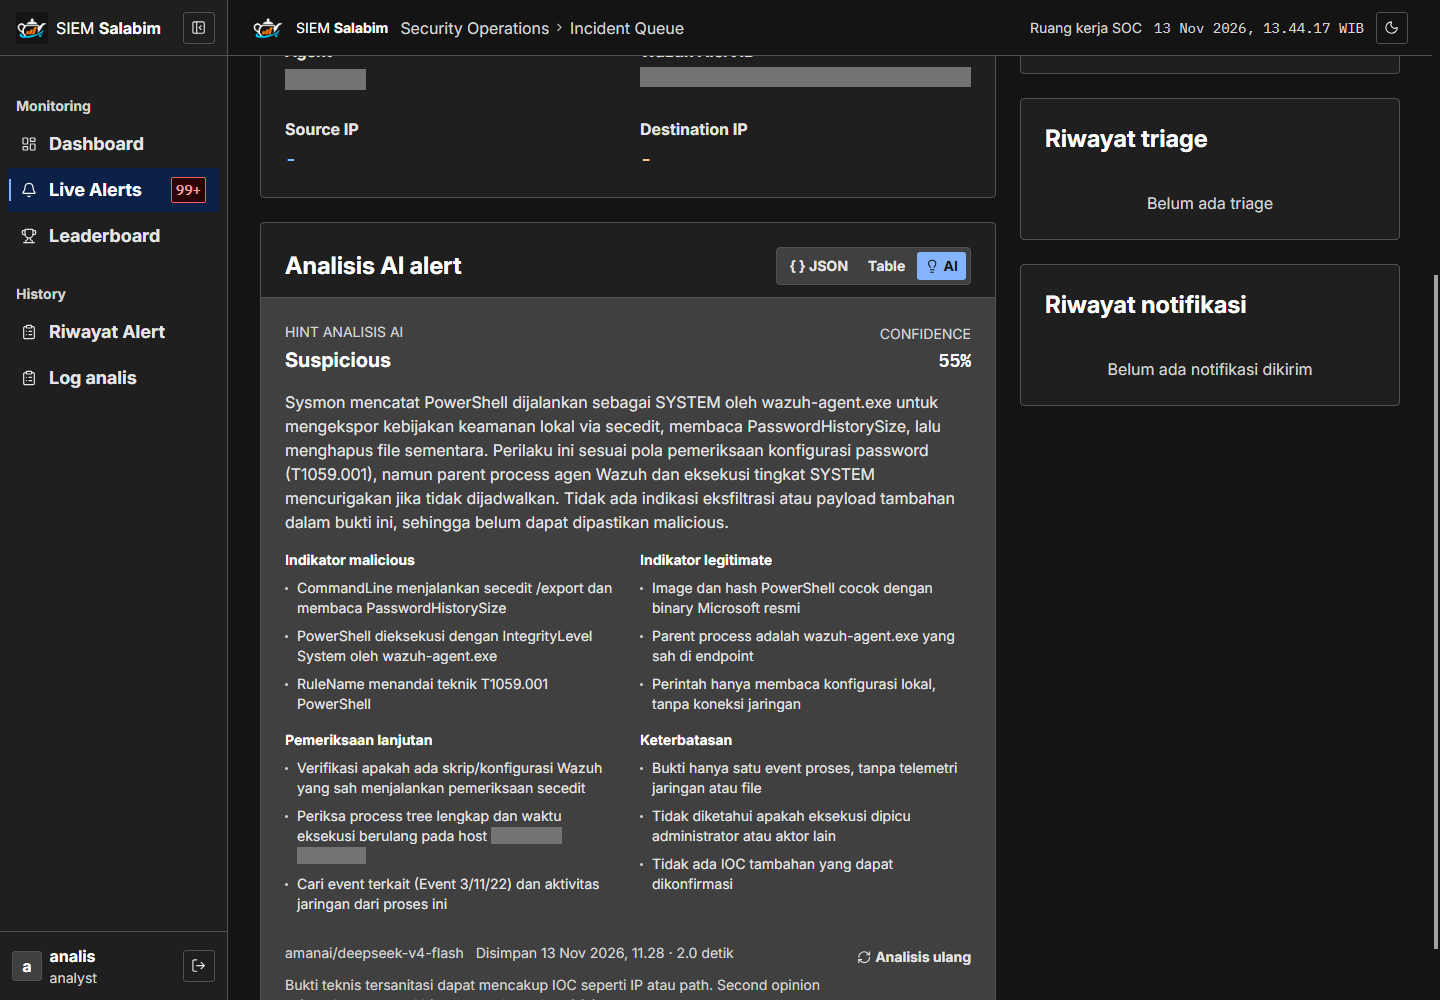 SIEM Salabim
SIEM Salabim
Security Operations › Incident Queue
Ruang kerja SOC
13 Nov 2026, 13.44.17 WIB
Monitoring
Dashboard
Live Alerts
99+
Leaderboard
History
Riwayat Alert
Log analis
a
analis
analyst
Source IP
-
Destination IP
-
Analisis AI alert
{ } JSON
Table
AI
HINT ANALISIS AI
Suspicious
CONFIDENCE
55%
Sysmon mencatat PowerShell dijalankan sebagai SYSTEM oleh wazuh-agent.exe untuk
mengekspor kebijakan keamanan lokal via secedit, membaca PasswordHistorySize, lalu
menghapus file sementara. Perilaku ini sesuai pola pemeriksaan konfigurasi password
(T1059.001), namun parent process agen Wazuh dan eksekusi tingkat SYSTEM
mencurigakan jika tidak dijadwalkan. Tidak ada indikasi eksfiltrasi atau payload tambahan
dalam bukti ini, sehingga belum dapat dipastikan malicious.
Indikator malicious
· CommandLine menjalankan secedit /export dan
membaca PasswordHistorySize
· PowerShell dieksekusi dengan IntegrityLevel
System oleh wazuh-agent.exe
· RuleName menandai teknik T1059.001
PowerShell
Indikator legitimate
· Image dan hash PowerShell cocok dengan
binary Microsoft resmi
· Parent process adalah wazuh-agent.exe yang
sah di endpoint
· Perintah hanya membaca konfigurasi lokal,
tanpa koneksi jaringan
Pemeriksaan lanjutan
· Verifikasi apakah ada skrip/konfigurasi Wazuh
yang sah menjalankan pemeriksaan secedit
· Periksa process tree lengkap dan waktu
eksekusi berulang pada host
· Cari event terkait (Event 3/11/22) dan aktivitas
jaringan dari proses ini
Keterbatasan
· Bukti hanya satu event proses, tanpa telemetri
jaringan atau file
· Tidak diketahui apakah eksekusi dipicu
administrator atau aktor lain
· Tidak ada IOC tambahan yang dapat
dikonfirmasi
amanai/deepseek-v4-flash
Disimpan 13 Nov 2026, 11.28 · 2.0 detik
Analisis ulang
Bukti teknis tersanitasi dapat mencakup IOC seperti IP atau path. Second opinion
Riwayat triage
Belum ada triage
Riwayat notifikasi
Belum ada notifikasi dikirim